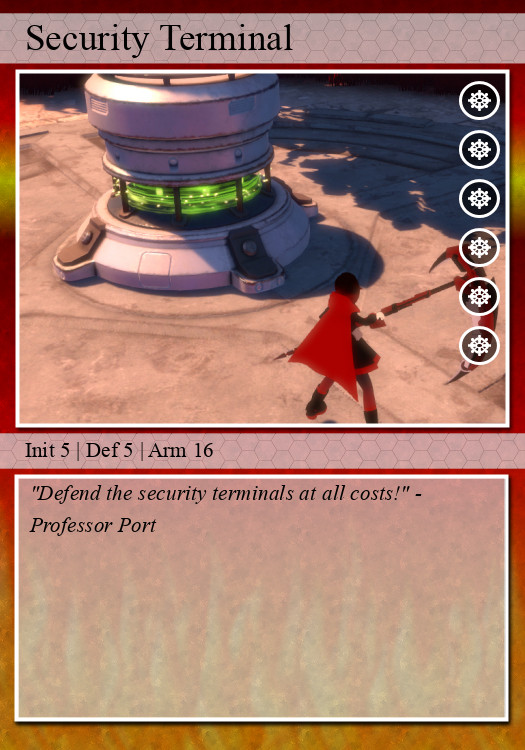 Security Terminal
Init 5 | Def 5 | Arm 16
"Defend the security terminals at all costs!" -
Professor Port